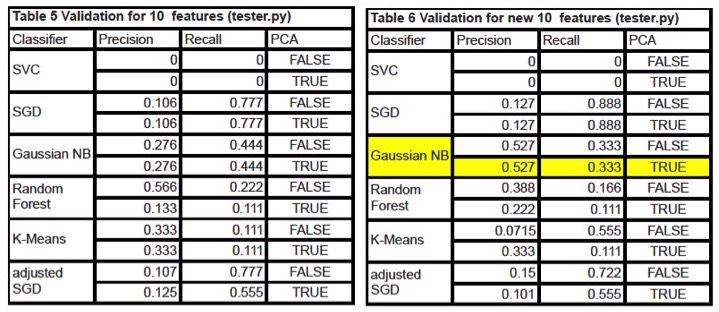 Table 5 Validation for 10 features (tester.py)
Classifier Precision Recall PCA
SVC 0 0 FALSE
0 0 TRUE
SGD 0.106 0.777 FALSE
0.106 0.777 TRUE
Gaussian NB 0.276 0.444 FALSE
0.276 0.444 TRUE
Random Forest 0.566 0.222 FALSE
0.133 0.111 TRUE
K-Means 0.333 0.111 FALSE
0.333 0.111 TRUE
adjusted SGD 0.107 0.777 FALSE
0.125 0.555 TRUE
Table 6 Validation for new 10 features (tester.py)
Classifier Precision Recall PCA
SVC 0 0 FALSE
0 0 TRUE
SGD 0.127 0.888 FALSE
0.127 0.888 TRUE
Gaussian NB 0.527 0.333 FALSE
0.527 0.333 TRUE
Random Forest 0.388 0.166 FALSE
0.222 0.111 TRUE
K-Means 0.0715 0.555 FALSE
0.333 0.111 TRUE
adjusted SGD 0.15 0.722 FALSE
0.101 0.555 TRUE